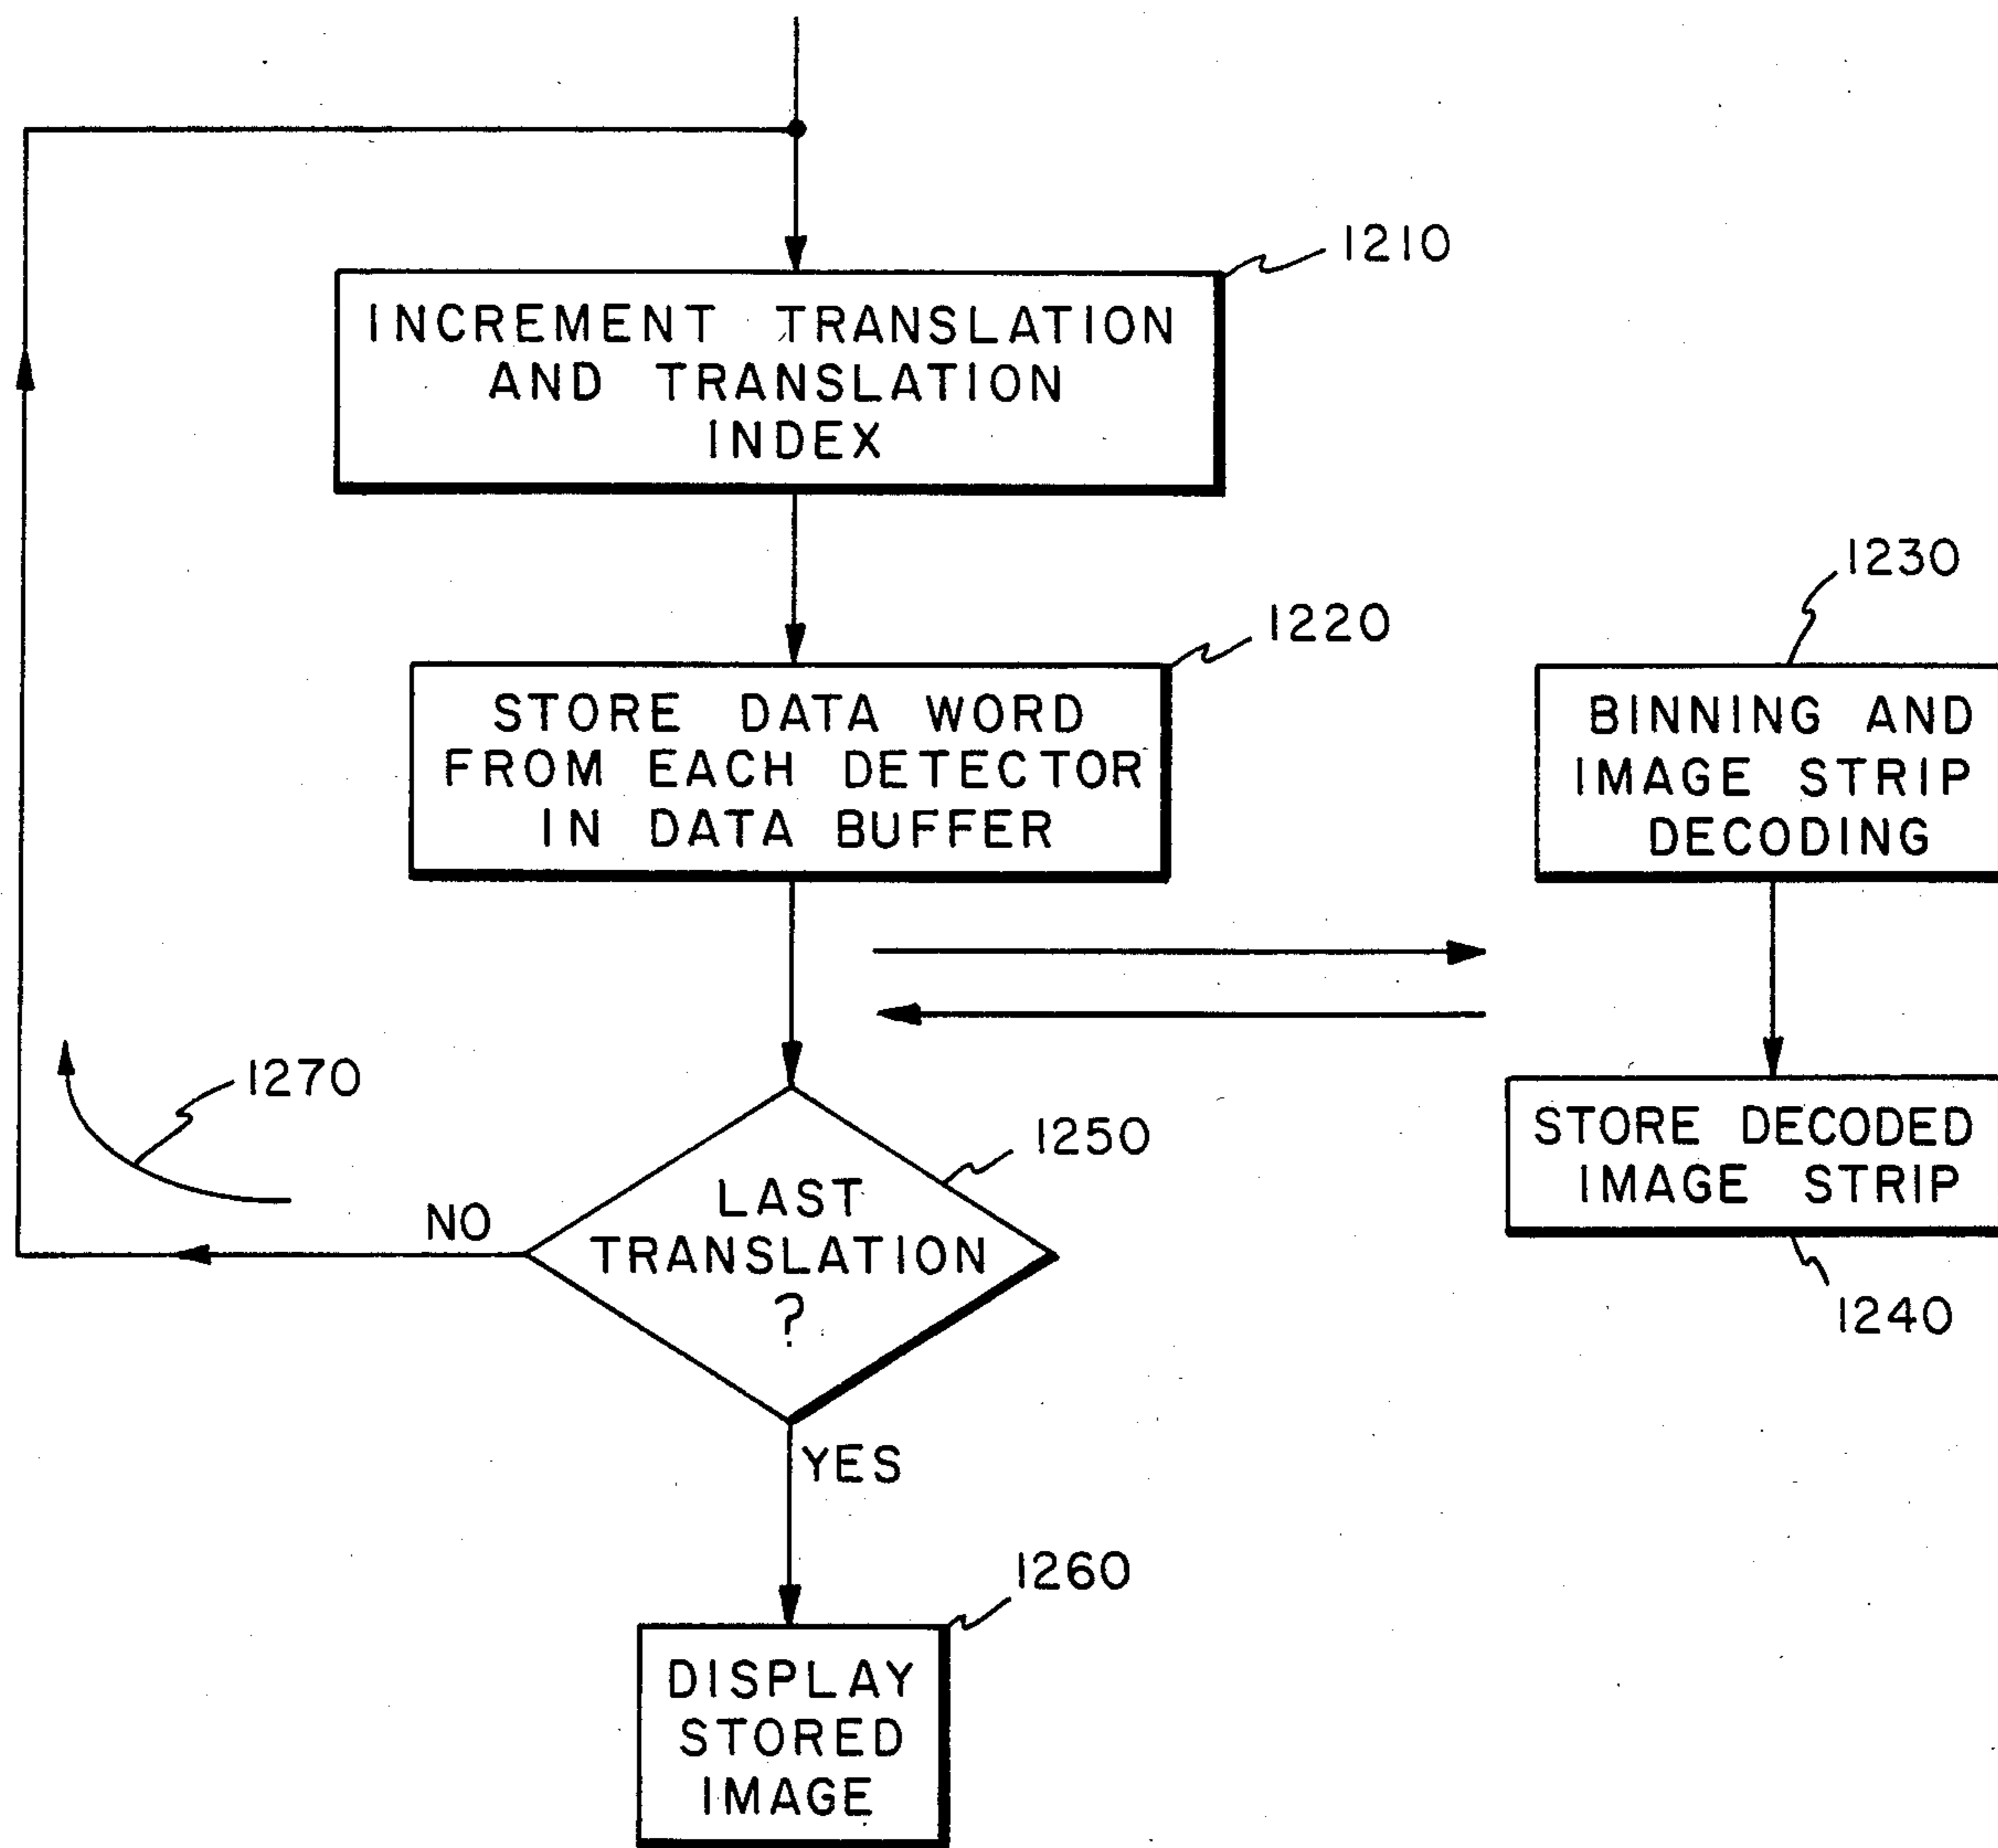 1210
INCREMENT TRANSLATION
AND TRANSLATION
INDEX
1220
STORE DATA WORD
FROM EACH DETECTOR
IN DATA BUFFER
1230
BINNING AND
IMAGE STRIP
DECODING
1270
1250
LAST
TRANSLATION
?
NO
YES
STORE DECODED
IMAGE STRIP
1240
1260
DISPLAY
STORED
IMAGE